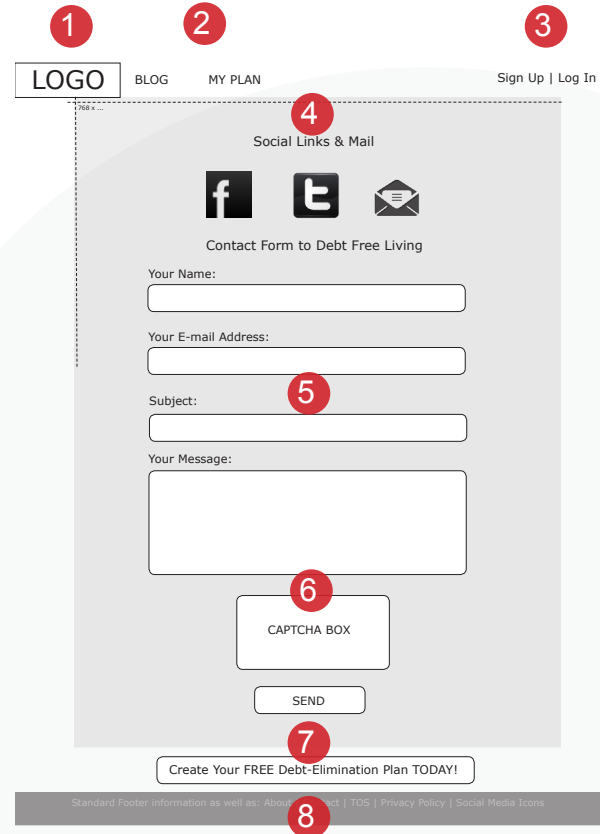 1
2
3
LOGO BLOG MY PLAN Sign Up | Log In
768 x ...
4
Social Links & Mail
f t
Contact Form to Debt Free Living
Your Name:
Your E-mail Address:
5
Subject:
Your Message:
6
CAPTCHA BOX
SEND
7
Create Your FREE Debt-Elimination Plan TODAY!
Standard Footer information as well as: About act | TOS | Privacy Policy | Social Media Icons
8